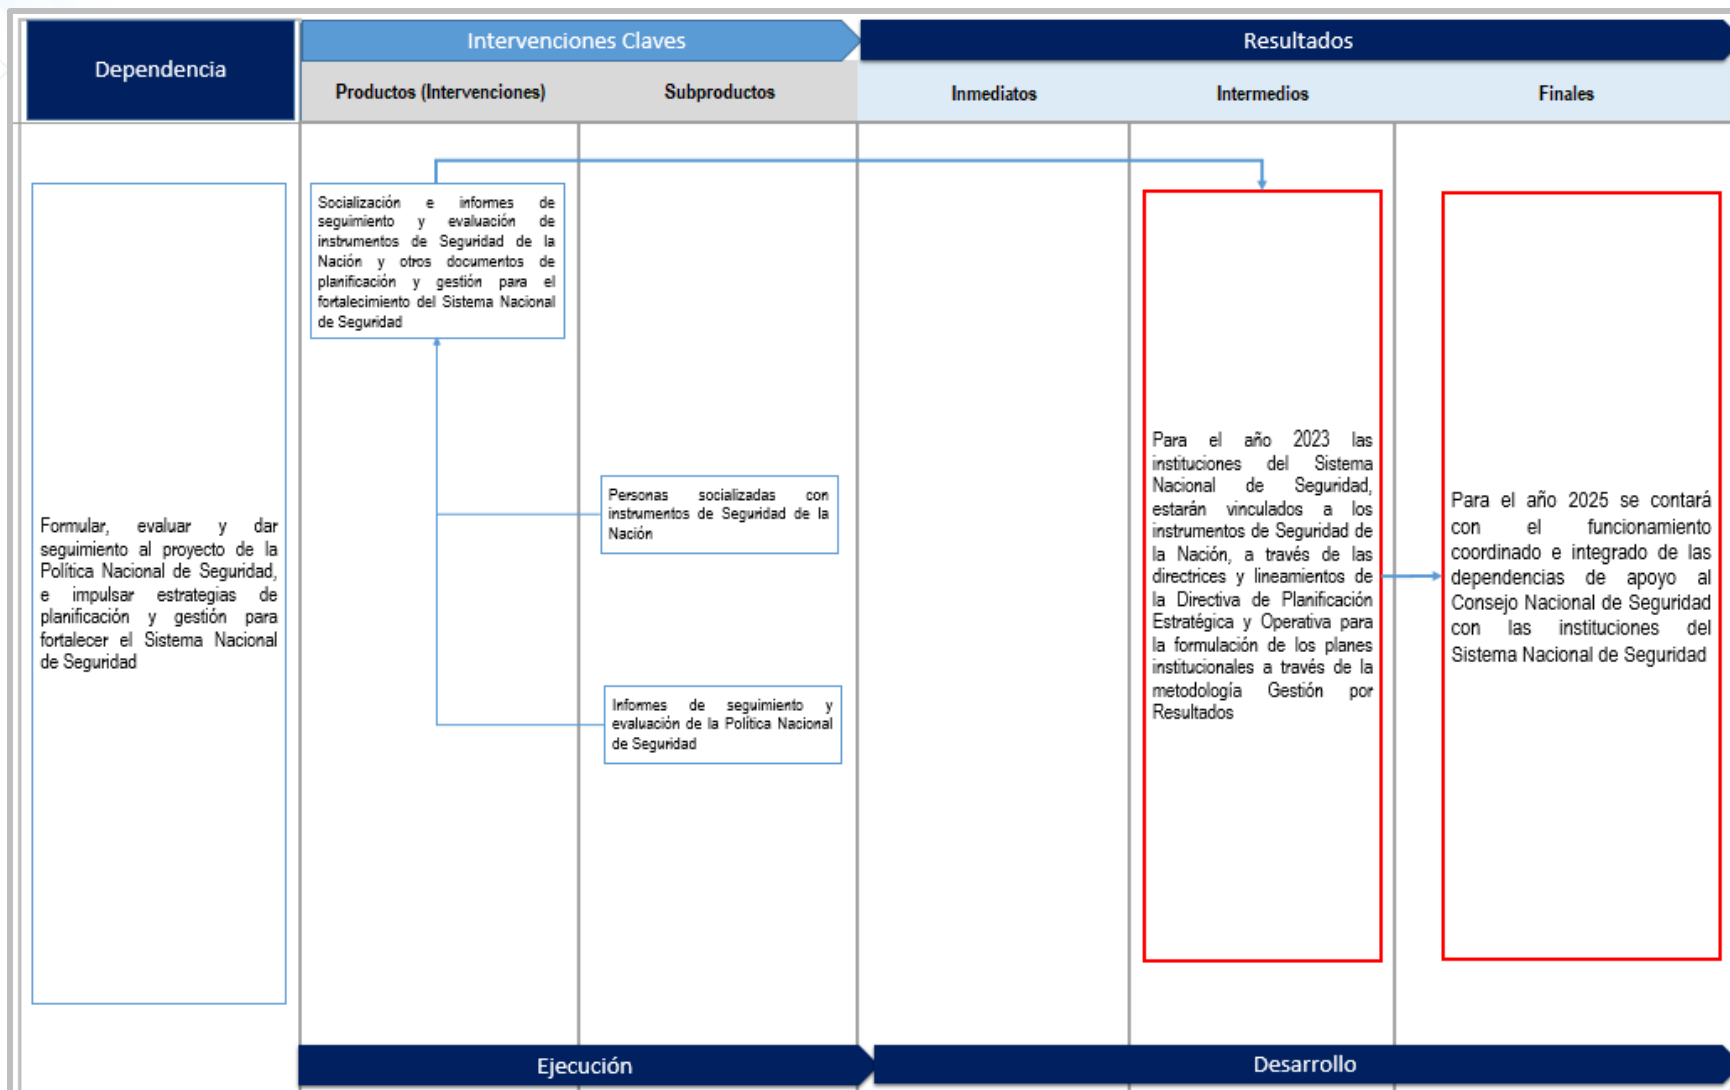 Dependencia
Intervenciones Claves
Resultados
Productos (Intervenciones)
Subproductos
Inmediatos
Intermedios
Finales
Formular, evaluar y dar
seguimiento al proyecto de la
Política Nacional de Seguridad,
e impulsar estrategias de
planificación y gestión para
fortalecer el Sistema Nacional
de Seguridad
Socialización e informes de
seguimiento y evaluación de
instrumentos de Seguridad de la
Nación y otros documentos de
planificación y gestión para el
fortalecimiento del Sistema Nacional
de Seguridad
Personas socializadas con
instrumentos de Seguridad de la
Nación
Informes de seguimiento y
evaluación de la Política Nacional
de Seguridad
Para el año 2023 las
instituciones del Sistema
Nacional de Seguridad,
estarán vinculados a los
instrumentos de Seguridad de
la Nación, a través de las
directrices y lineamientos de
la Directiva de Planificación
Estratégica y Operativa para
la formulación de los planes
institucionales a través de la
metodología Gestión por
Resultados
Para el año 2025 se contará
con el funcionamiento
coordinado e integrado de las
dependencias de apoyo al
Consejo Nacional de Seguridad
con las instituciones del
Sistema Nacional de Seguridad
Ejecución
Desarrollo